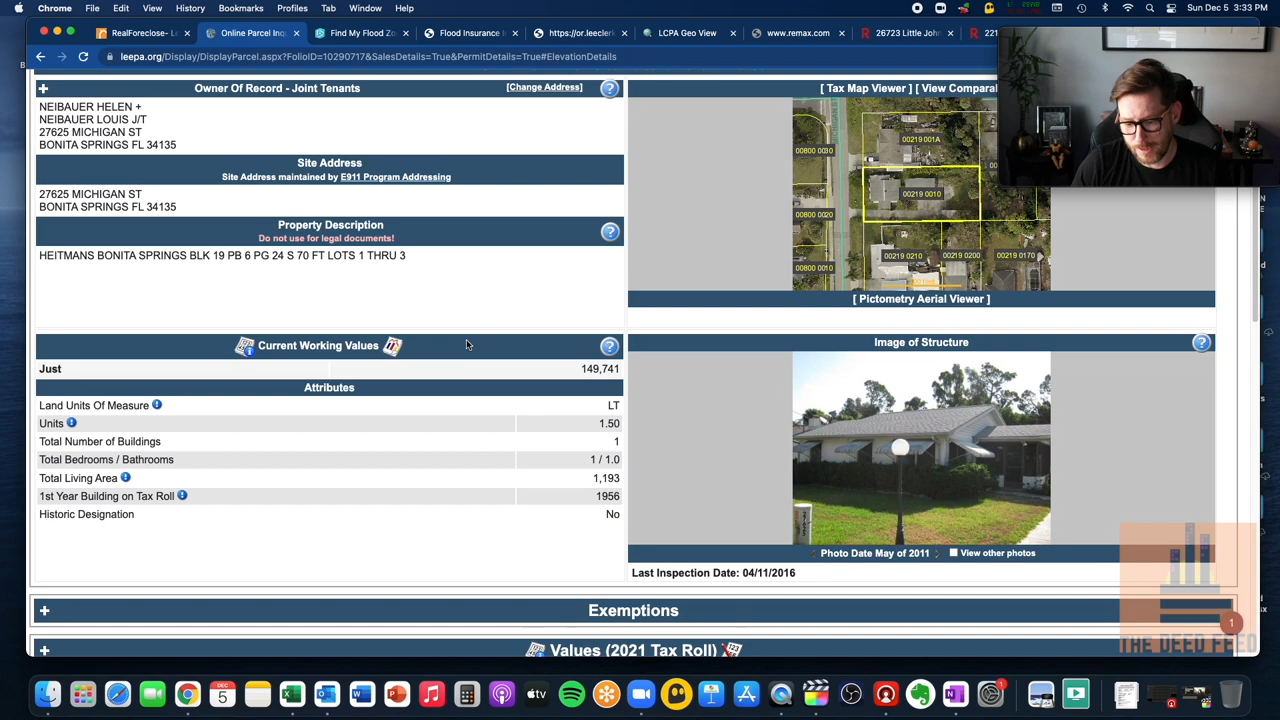 Chrome File Edit View History Bookmarks Profiles Tab Window Help Sun Dec 5 3:33 PM
RealForeclose- Le Online Parcel Inq Find My Flood Zo Flood Insurance I https://or.leeclerk LCPA Geo View www.remax.com 26723 Little John 221
leepa.org/Display/DisplayParcel.aspx?FolioID=10290717&SalesDetails=True&PermitDetails=True#ElevationDetails
Owner Of Record - Joint Tenants [Change Address]
NEIBAUER HELEN +
NEIBAUER LOUIS J/T
27625 MICHIGAN ST
BONITA SPRINGS FL 34135
Site Address
Site Address maintained by E911 Program Addressing
27625 MICHIGAN ST
BONITA SPRINGS FL 34135
Property Description
Do not use for legal documents!
HEITMANS BONITA SPRINGS BLK 19 PB 6 PG 24 S 70 FT LOTS 1 THRU 3
[ Tax Map Viewer ] [ View Compara
00800 0030
00219 001A
00219 0010
00800 0020
00219 0210
00219 0200
00219 0170
00800 0010
[ Pictometry Aerial Viewer ]
Current Working Values
Just 149,741
Attributes
Land Units Of Measure LT
Units 1.50
Total Number of Buildings 1
Total Bedrooms / Bathrooms 1 / 1.0
Total Living Area 1,193
1st Year Building on Tax Roll 1956
Historic Designation No
Image of Structure
Photo Date May of 2011 View other photos
Last Inspection Date: 04/11/2016
Exemptions
Values (2021 Tax Roll)
1
THE DEED FEED
DEC
5
tv
1